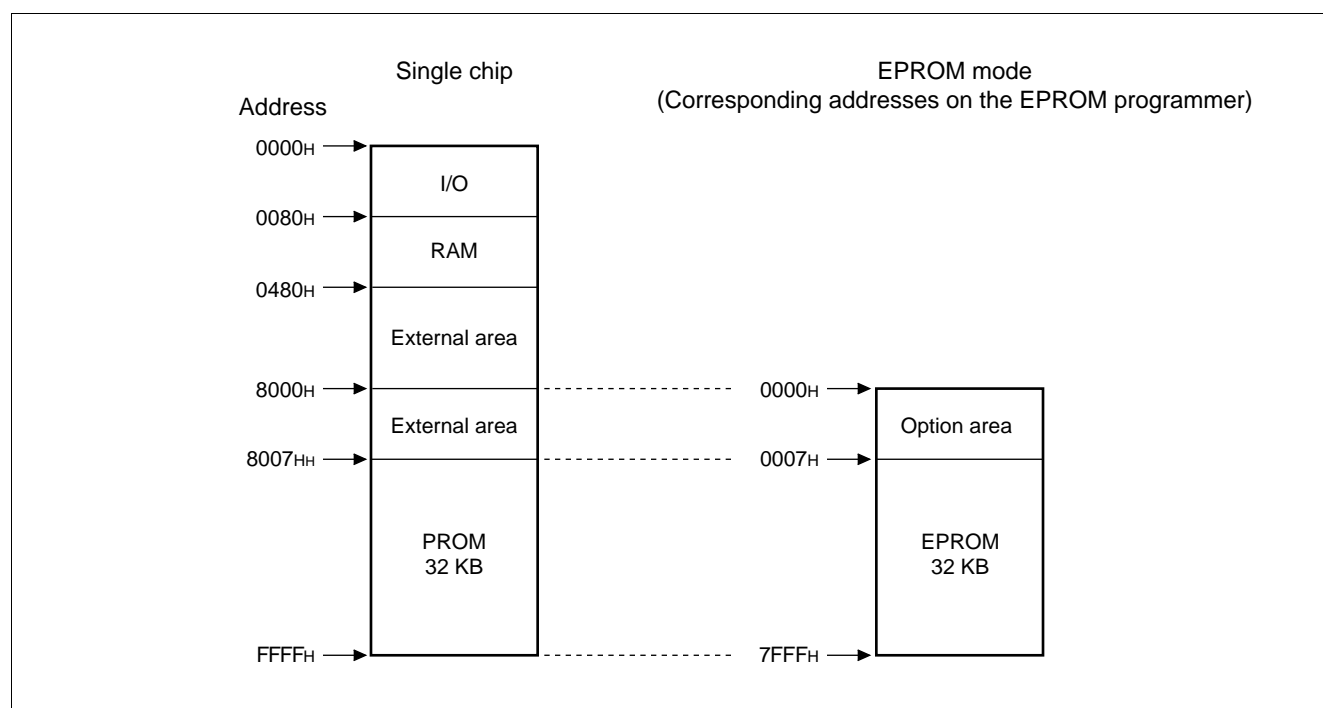 Single chip
EPROM mode
(Corresponding addresses on the EPROM programmer)
Address
0000H
I/O
0080H
RAM
0480H
External area
8000H
0000H
External area
Option area
8007HH
0007H
PROM
32 KB
EPROM
32 KB
FFFFH
7FFFH